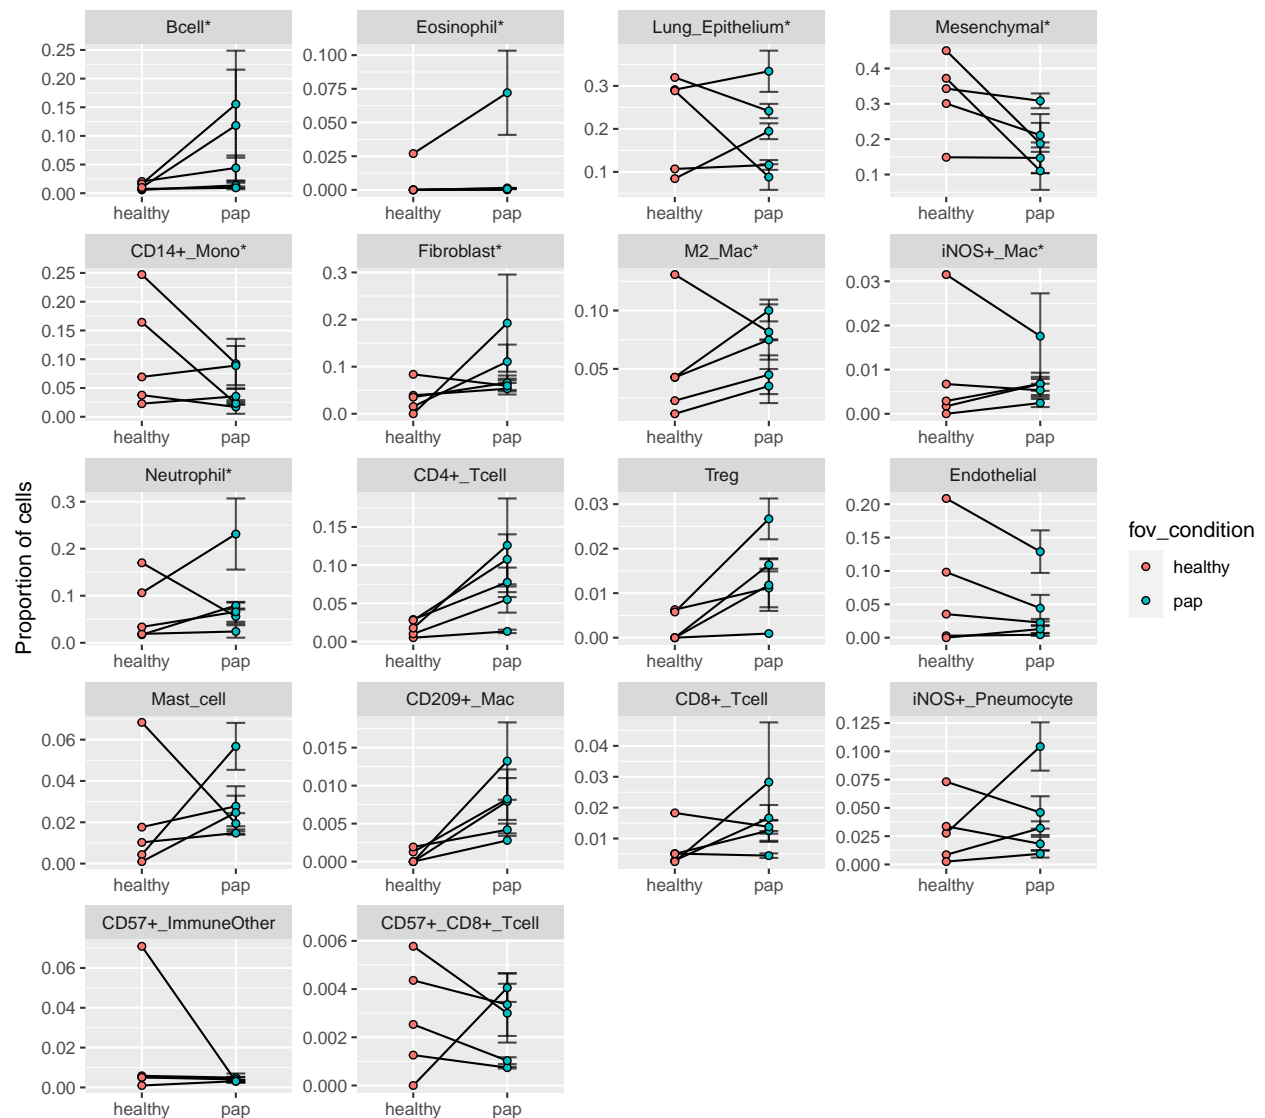 Bcell*
Eosinophil*
Lung_Epithelium*
Mesenchymal*
0.25
0.20
0.15
0.10
0.05
0.00
0.100
0.075
0.050
0.025
0.000
0.3
0.2
0.1
0.4
0.3
0.2
0.1
healthy pap
healthy pap
healthy pap
healthy pap
CD14+_Mono*
Fibroblast*
M2_Mac*
iNOS+_Mac*
0.25
0.20
0.15
0.10
0.05
0.00
0.3
0.2
0.1
0.0
0.10
0.05
0.03
0.02
0.01
0.00
healthy pap
healthy pap
healthy pap
healthy pap
Proportion of cells
Neutrophil*
CD4+_Tcell
Treg
Endothelial
0.3
0.2
0.1
0.0
0.15
0.10
0.05
0.00
0.03
0.02
0.01
0.00
0.20
0.15
0.10
0.05
0.00
healthy pap
healthy pap
healthy pap
healthy pap
fov_condition
healthy
pap
Mast_cell
CD209+_Mac
CD8+_Tcell
iNOS+_Pneumocyte
0.06
0.04
0.02
0.00
0.015
0.010
0.005
0.000
0.04
0.03
0.02
0.01
0.125
0.100
0.075
0.050
0.025
0.000
healthy pap
healthy pap
healthy pap
healthy pap
CD57+_ImmuneOther
CD57+_CD8+_Tcell
0.06
0.04
0.02
0.00
0.006
0.004
0.002
0.000
healthy pap
healthy pap